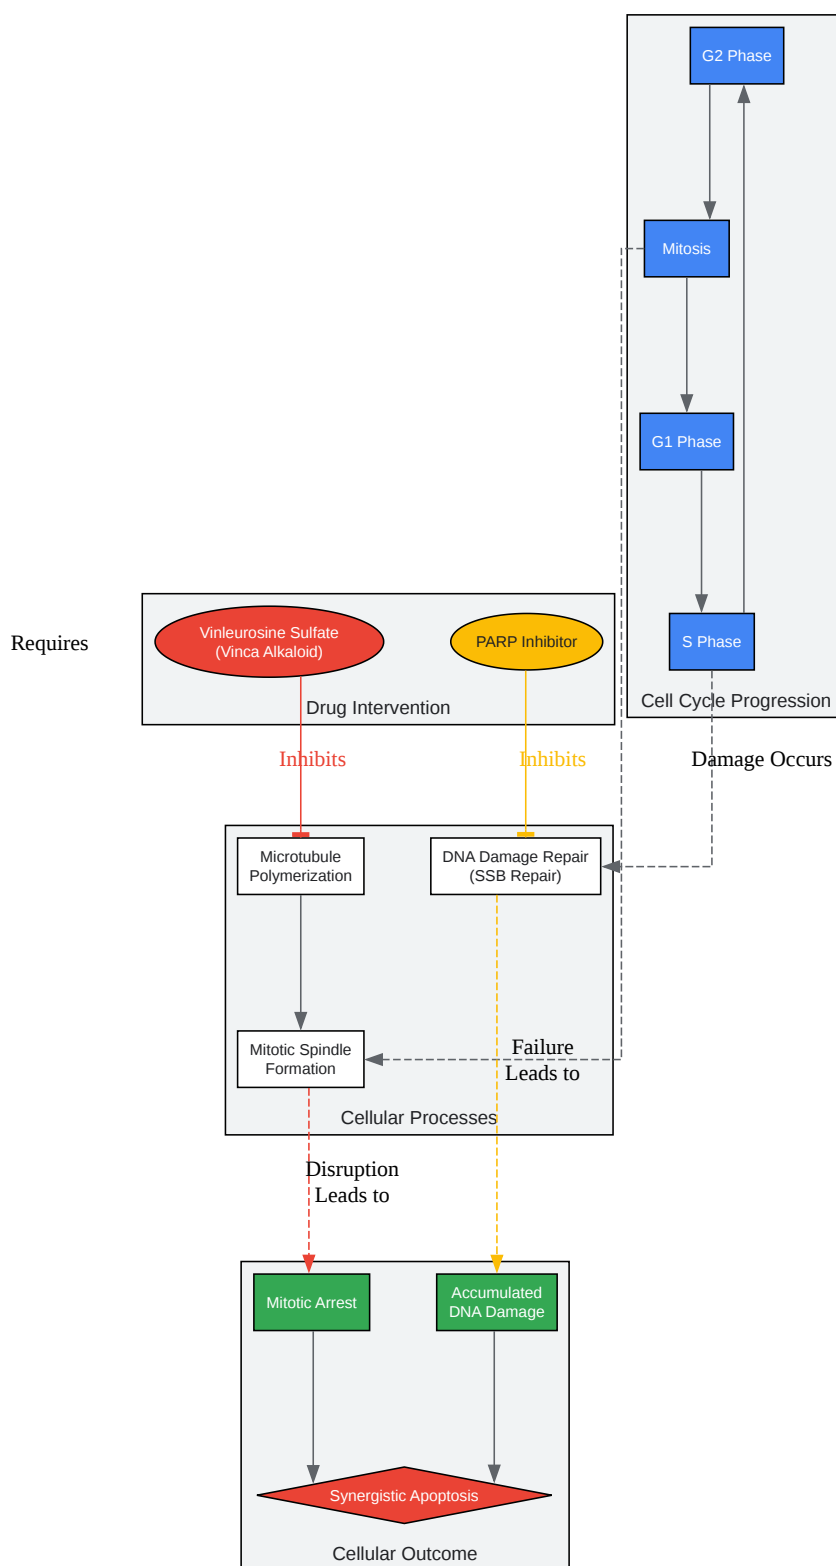 G2 Phase
Mitosis
G1 Phase
Requires
Vinleurosine Sulfate
(Vinca Alkaloid)
PARP Inhibitor
S Phase
Drug Intervention
Cell Cycle Progression
Inhibits
Inhibits
Damage Occurs
Microtubule
Polymerization
DNA Damage Repair
(SSB Repair)
Mitotic Spindle
Formation
Failure
Leads to
Cellular Processes
Disruption
Leads to
Mitotic Arrest
Accumulated
DNA Damage
Synergistic Apoptosis
Cellular Outcome